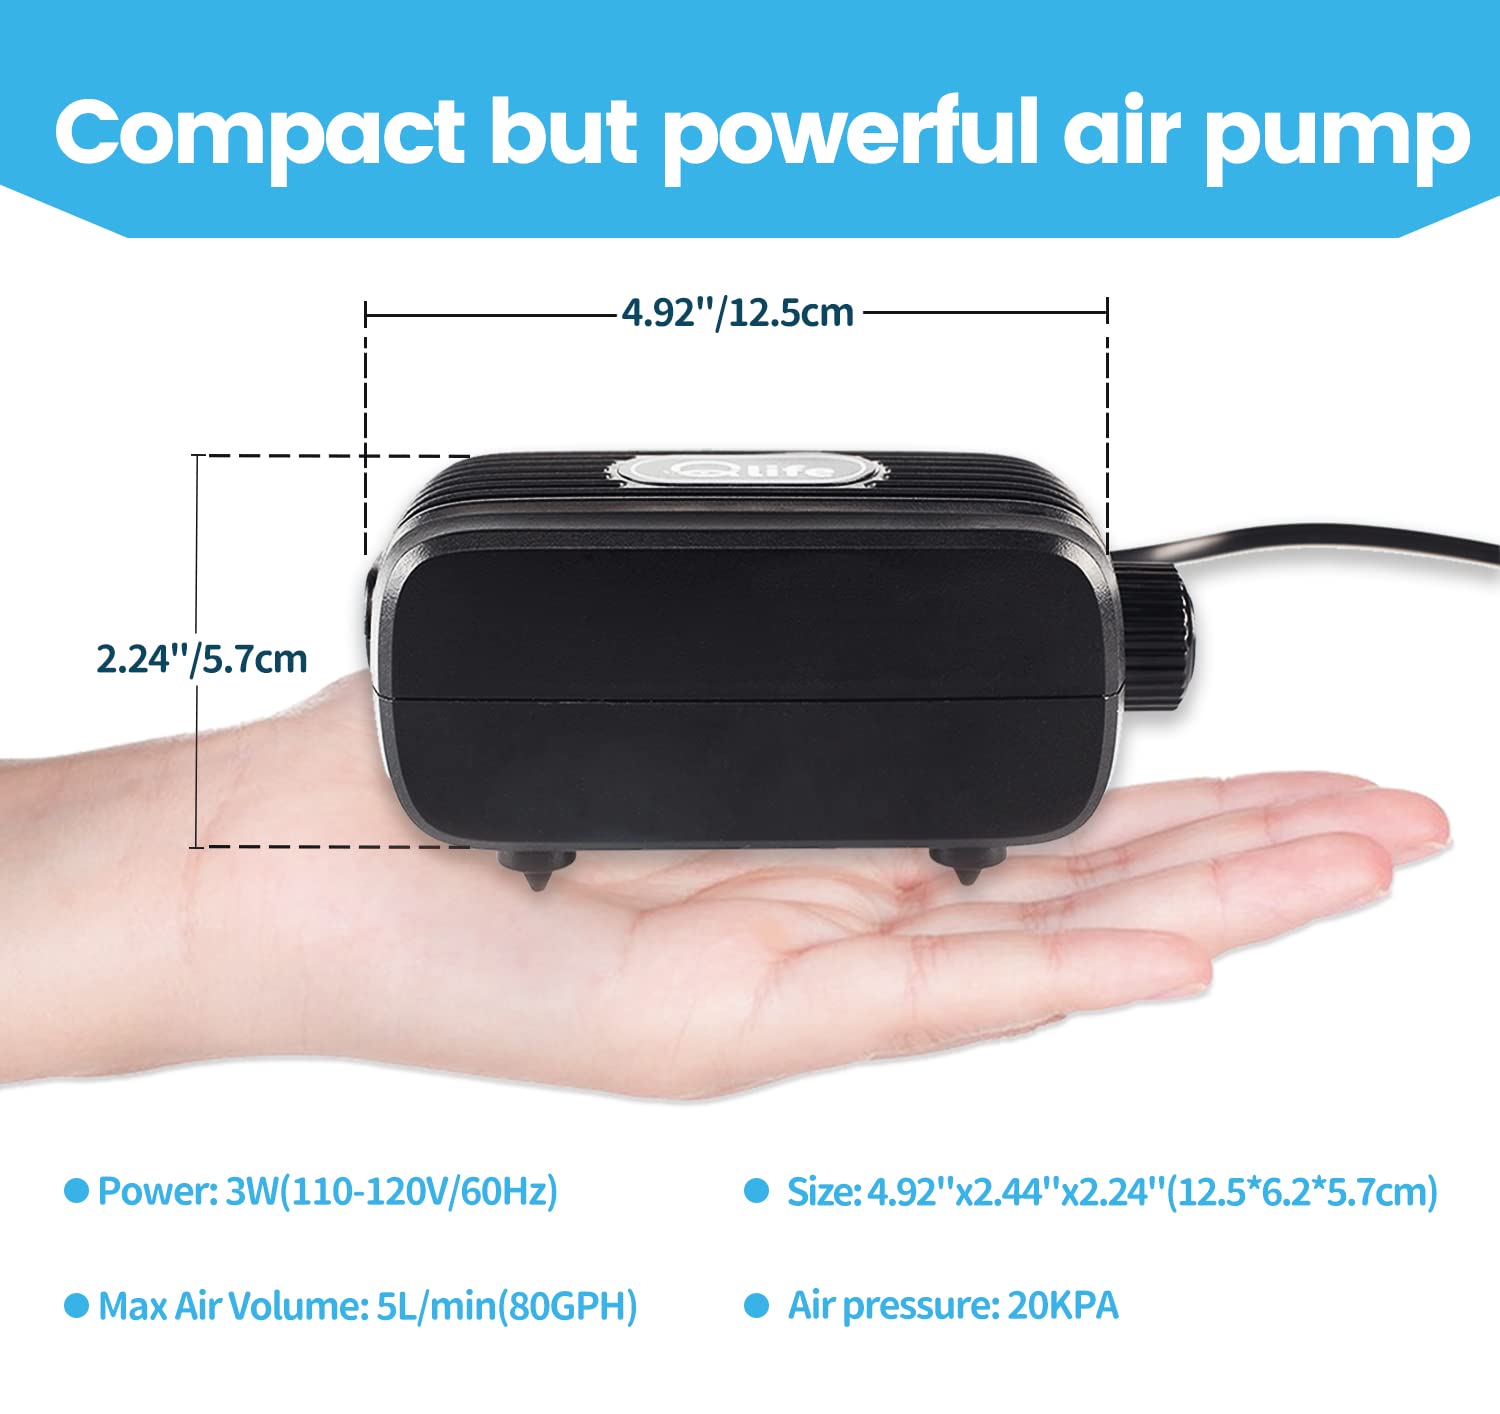 Compact but powerful air pump
4.92"/12.5cm
Qlife
2.24"/5.7cm
Power: 3W(110-120V/60Hz)
Size: 4.92"x2.44"x2.24"(12.5*6.2*5.7cm)
Max Air Volume: 5L/min(80GPH)
Air pressure: 20KPA